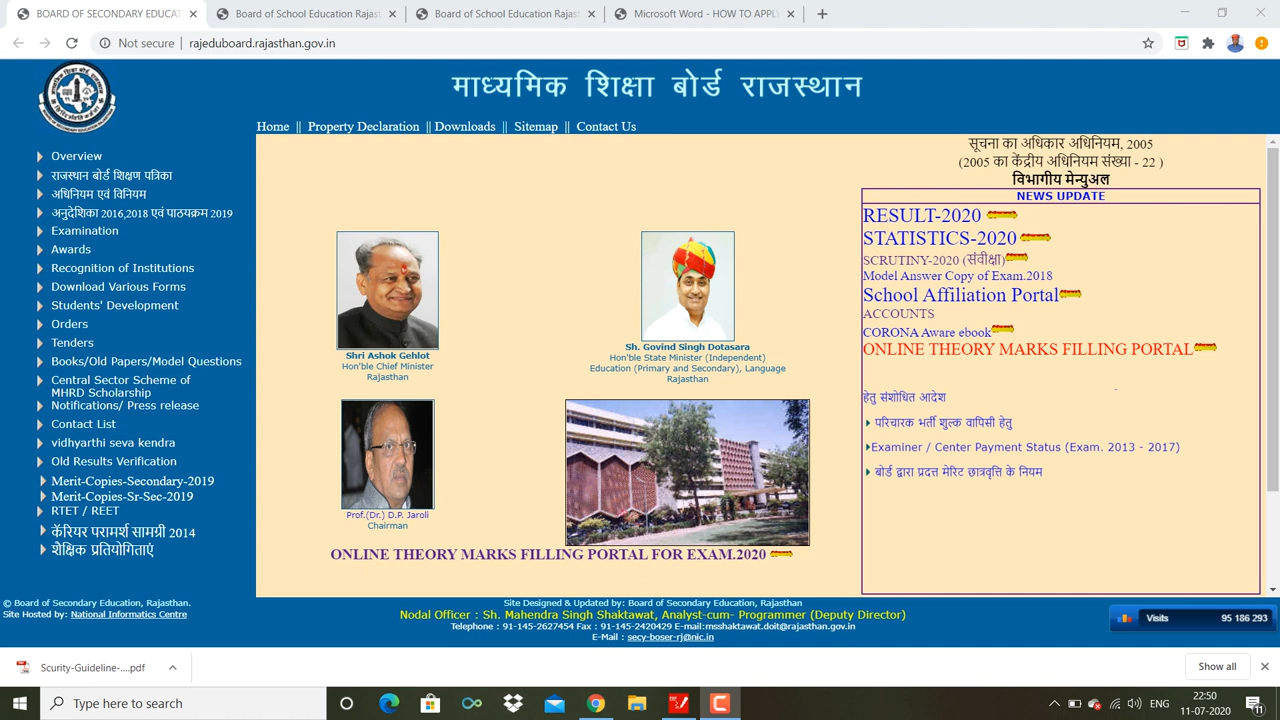 BOARD OF SECONDARY EDUCAT
Board of School Education Rajast
Board of School Education Rajast
Microsoft Word - HOW TO APPLY
Not secure
rajeduboard.rajasthan.gov.in
माध्यमिक शिक्षा बोर्ड राजस्थान
Home || Property Declaration || Downloads || Sitemap || Contact Us
Overview
राजस्थान बोर्ड शिक्षण पत्रिका
अधिनियम एवं विनियम
अनुदेशिका 2016,2018 एवं पाठयक्रम 2019
Examination
Awards
Recognition of Institutions
Download Various Forms
Students' Development
Orders
Tenders
Books/Old Papers/Model Questions
Central Sector Scheme of
MHRD Scholarship
Notifications/ Press release
Contact List
vidhyarthi seva kendra
Old Results Verification
Merit-Copies-Secondary-2019
Merit-Copies-Sr-Sec-2019
RTET / REET
कॅरियर परामर्श सामग्री 2014
शैक्षिक प्रतियोगिताएं
Shri Ashok Gehlot
Hon'ble Chief Minister
Rajasthan
Sh. Govind Singh Dotasara
Hon'ble State Minister (Independent)
Education (Primary and Secondary), Language
Rajasthan
Prof.(Dr.) D.P. Jaroli
Chairman
ONLINE THEORY MARKS FILLING PORTAL FOR EXAM.2020
सूचना का अधिकार अधिनियम, 2005
(2005 का केंद्रीय अधिनियम संख्या - 22 )
विभागीय मेन्युअल
NEWS UPDATE
RESULT-2020
STATISTICS-2020
SCRUTINY-2020 (संवीक्षा)
Model Answer Copy of Exam.2018
School Affiliation Portal
ACCOUNTS
CORONA Aware ebook
ONLINE THEORY MARKS FILLING PORTAL
हेतु संशोधित आदेश
परिचारक भर्ती शुल्क वापिसी हेतु
Examiner / Center Payment Status (Exam. 2013 - 2017)
बोर्ड द्वारा प्रदत्त मेरिट छात्रवृत्ति के नियम
© Board of Secondary Education, Rajasthan.
Site Hosted by: National Informatics Centre
Site Designed & Updated by: Board of Secondary Education, Rajasthan
Nodal Officer : Sh. Mahendra Singh Shaktawat, Analyst-cum- Programmer (Deputy Director)
Telephone : 91-145-2627454 Fax : 91-145-2420429 E-mail:msshaktawat.doit@rajasthan.gov.in
E-Mail : secy-boser-rj@nic.in
Visits 95 186 293
Scurity-Guideline-....pdf
Show all
Type here to search
ENG
22:50
11-07-2020
11